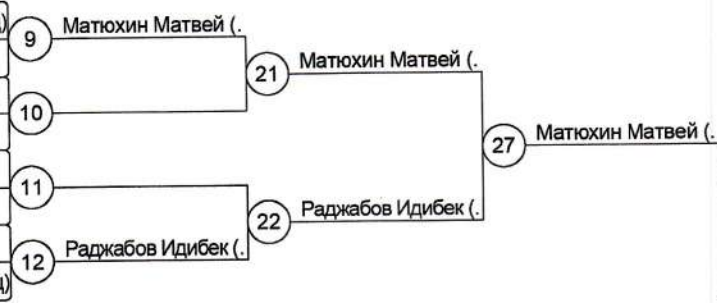 9
Матюхин Матвей (.
21
Матюхин Матвей (.
10
27
Матюхин Матвей (.
11
22
Раджабов Идибек (.
12
Раджабов Идибек (.